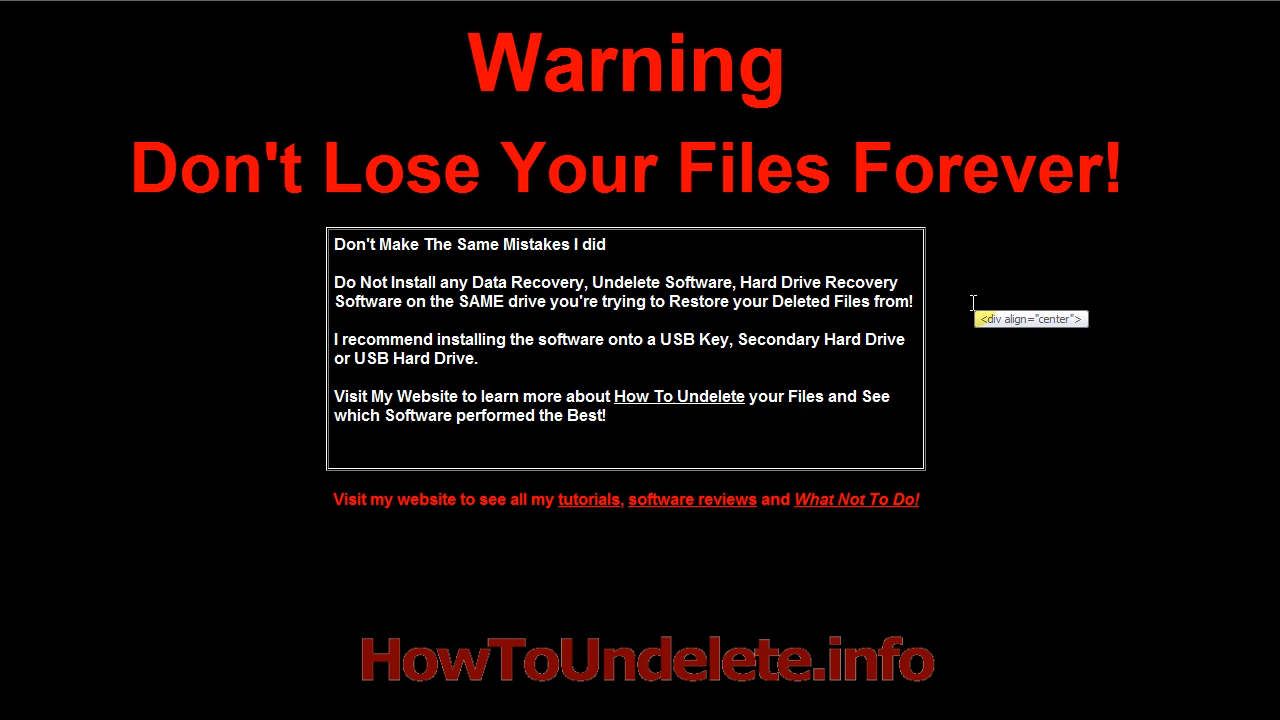 Warning
Don't Lose Your Files Forever!
Don't Make The Same Mistakes I did
Do Not Install any Data Recovery, Undelete Software, Hard Drive Recovery
Software on the SAME drive you're trying to Restore your Deleted Files from!
I recommend installing the software onto a USB Key, Secondary Hard Drive
or USB Hard Drive.
Visit My Website to learn more about How To Undelete your Files and See
which Software performed the Best!
<div align="center">
Visit my website to see all my tutorials, software reviews and What Not To Do!
HowToUndelete.info